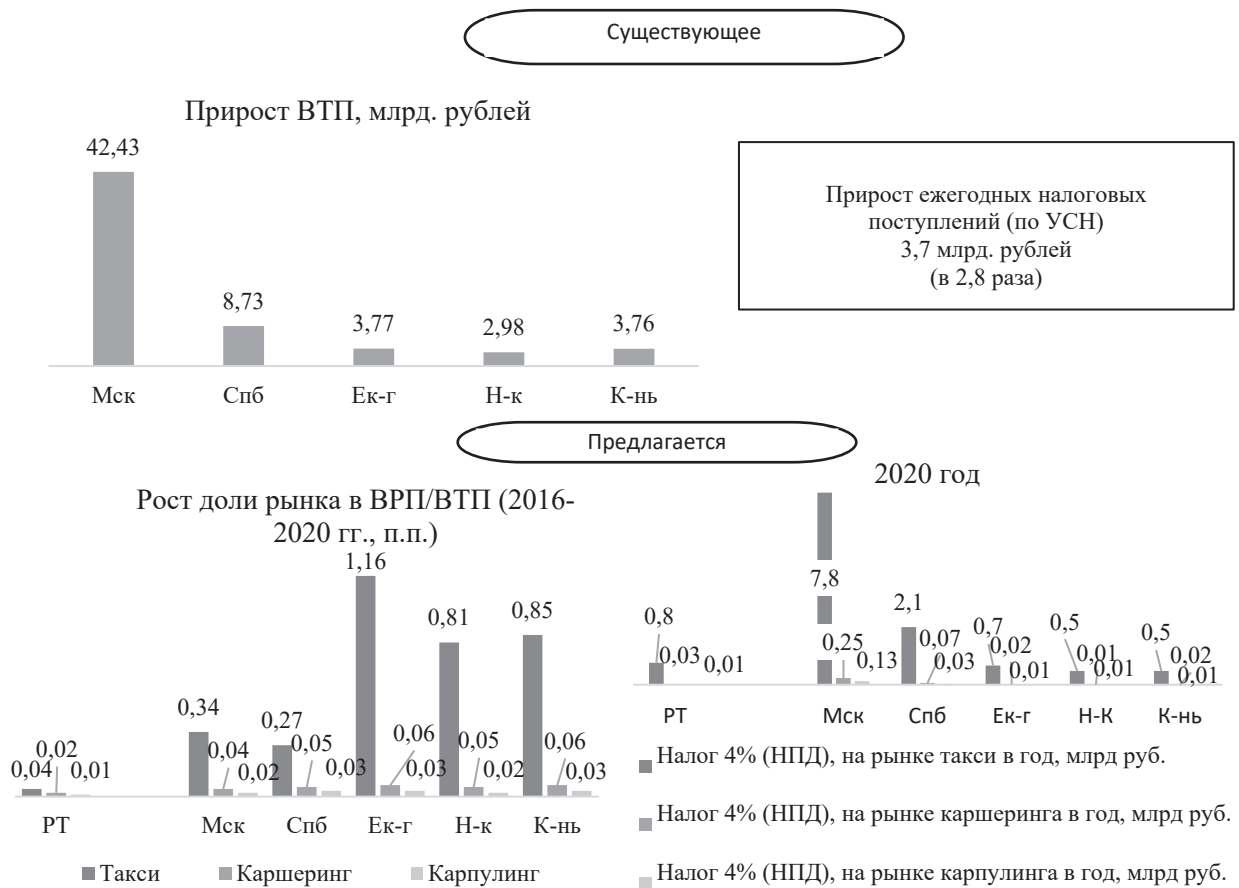 Существующее
Прирост ВТП, млрд. рублей
42,43
8,73
3,77
2,98
3,76
Мск
Спб
Ек-г
Н-к
К-нь
Прирост ежегодных налоговых
поступлений (по УСН)
3,7 млрд. рублей
(в 2,8 раза)
Предлагается
Рост доли рынка в ВРП/ВТП (2016-
2020 гг., п.п.)
0,04
0,02
0,01
0,34
0,04
0,02
0,27
0,05
0,03
1,16
0,06
0,03
0,81
0,05
0,02
0,85
0,06
0,03
РТ
Мск
Спб
Ек-г
Н-к
К-нь
Такси
Каршеринг
Карпулинг
2020 год
0,8
0,03
0,01
7,8
0,25
0,13
2,1
0,07
0,03
0,7
0,02
0,01
0,5
0,01
0,01
0,5
0,02
0,01
РТ
Мск
Спб
Ек-г
Н-К
К-нь
Налог 4% (НПД), на рынке такси в год, млрд руб.
Налог 4% (НПД), на рынке каршеринга в год, млрд руб.
Налог 4% (НПД), на рынке карпулинга в год, млрд руб.